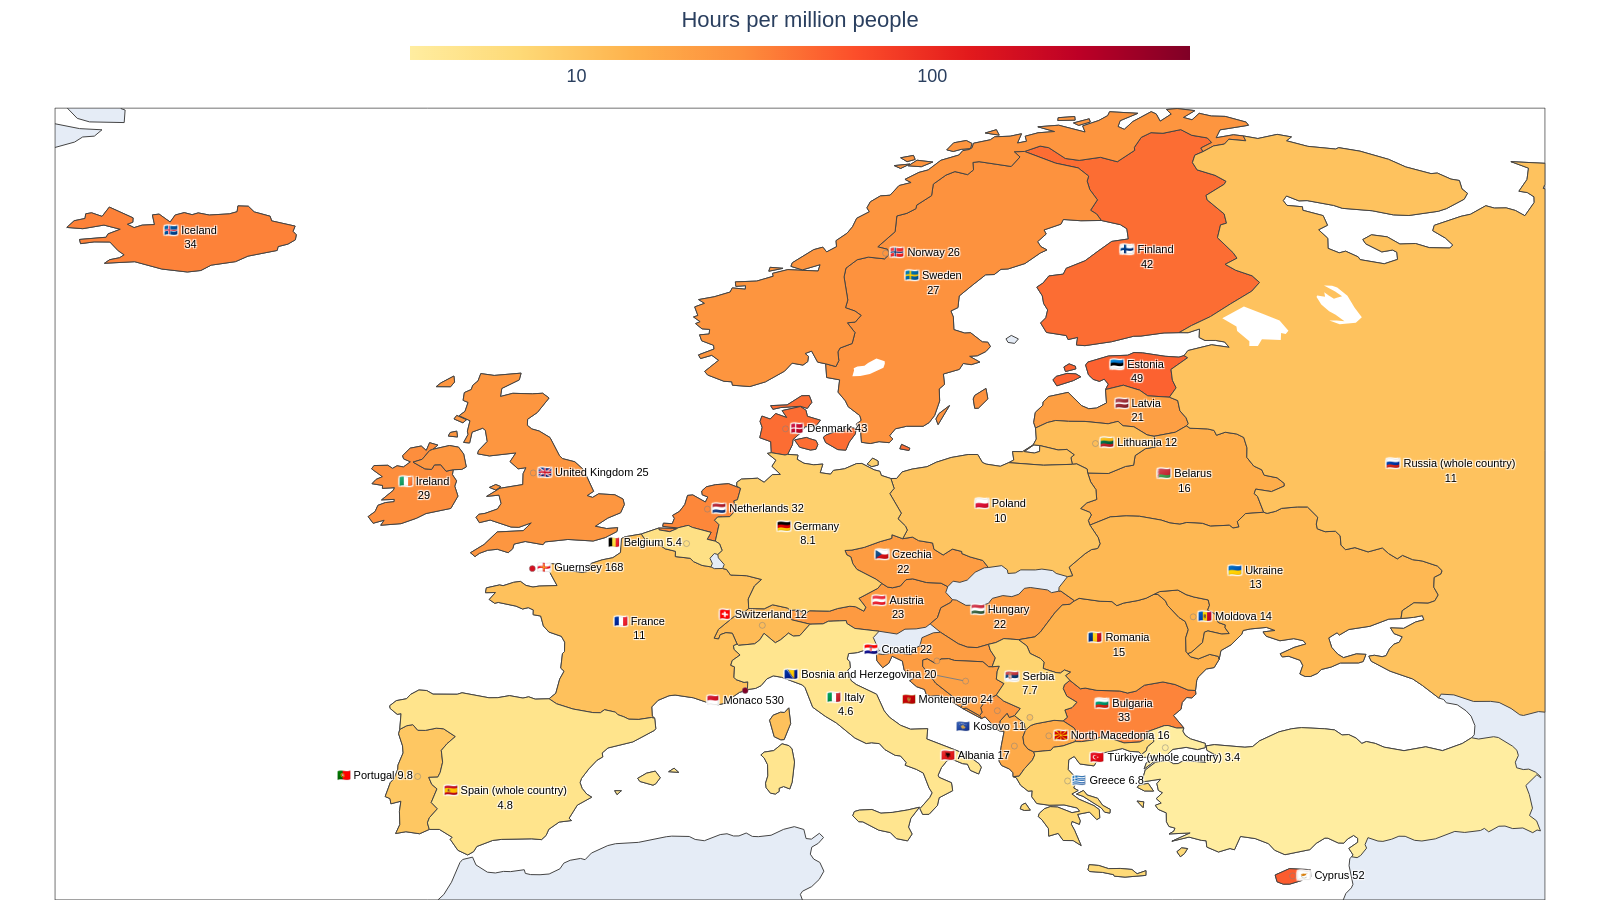 Hours per million people
10
100
Iceland
34
Norway 26
Sweden
27
Finland
42
Estonia
49
Latvia
21
Denmark 43
Lithuania 12
Russia (whole country)
11
United Kingdom 25
Belarus
16
Ireland
29
Poland
10
Netherlands 32
Germany
8.1
Belgium 5.4
Czechia
22
Guernsey 168
Ukraine
13
Austria
23
Hungary
22
Switzerland 12
Moldova 14
France
11
Romania
15
Croatia 22
Bosnia and Herzegovina 20
Serbia
7.7
Monaco 530
Italy
4.6
Montenegro 24
Bulgaria
33
Kosovo 11
North Macedonia 16
Albania 17
Türkiye (whole country) 3.4
Portugal 9.8
Greece 6.8
Spain (whole country)
4.8
Cyprus 52